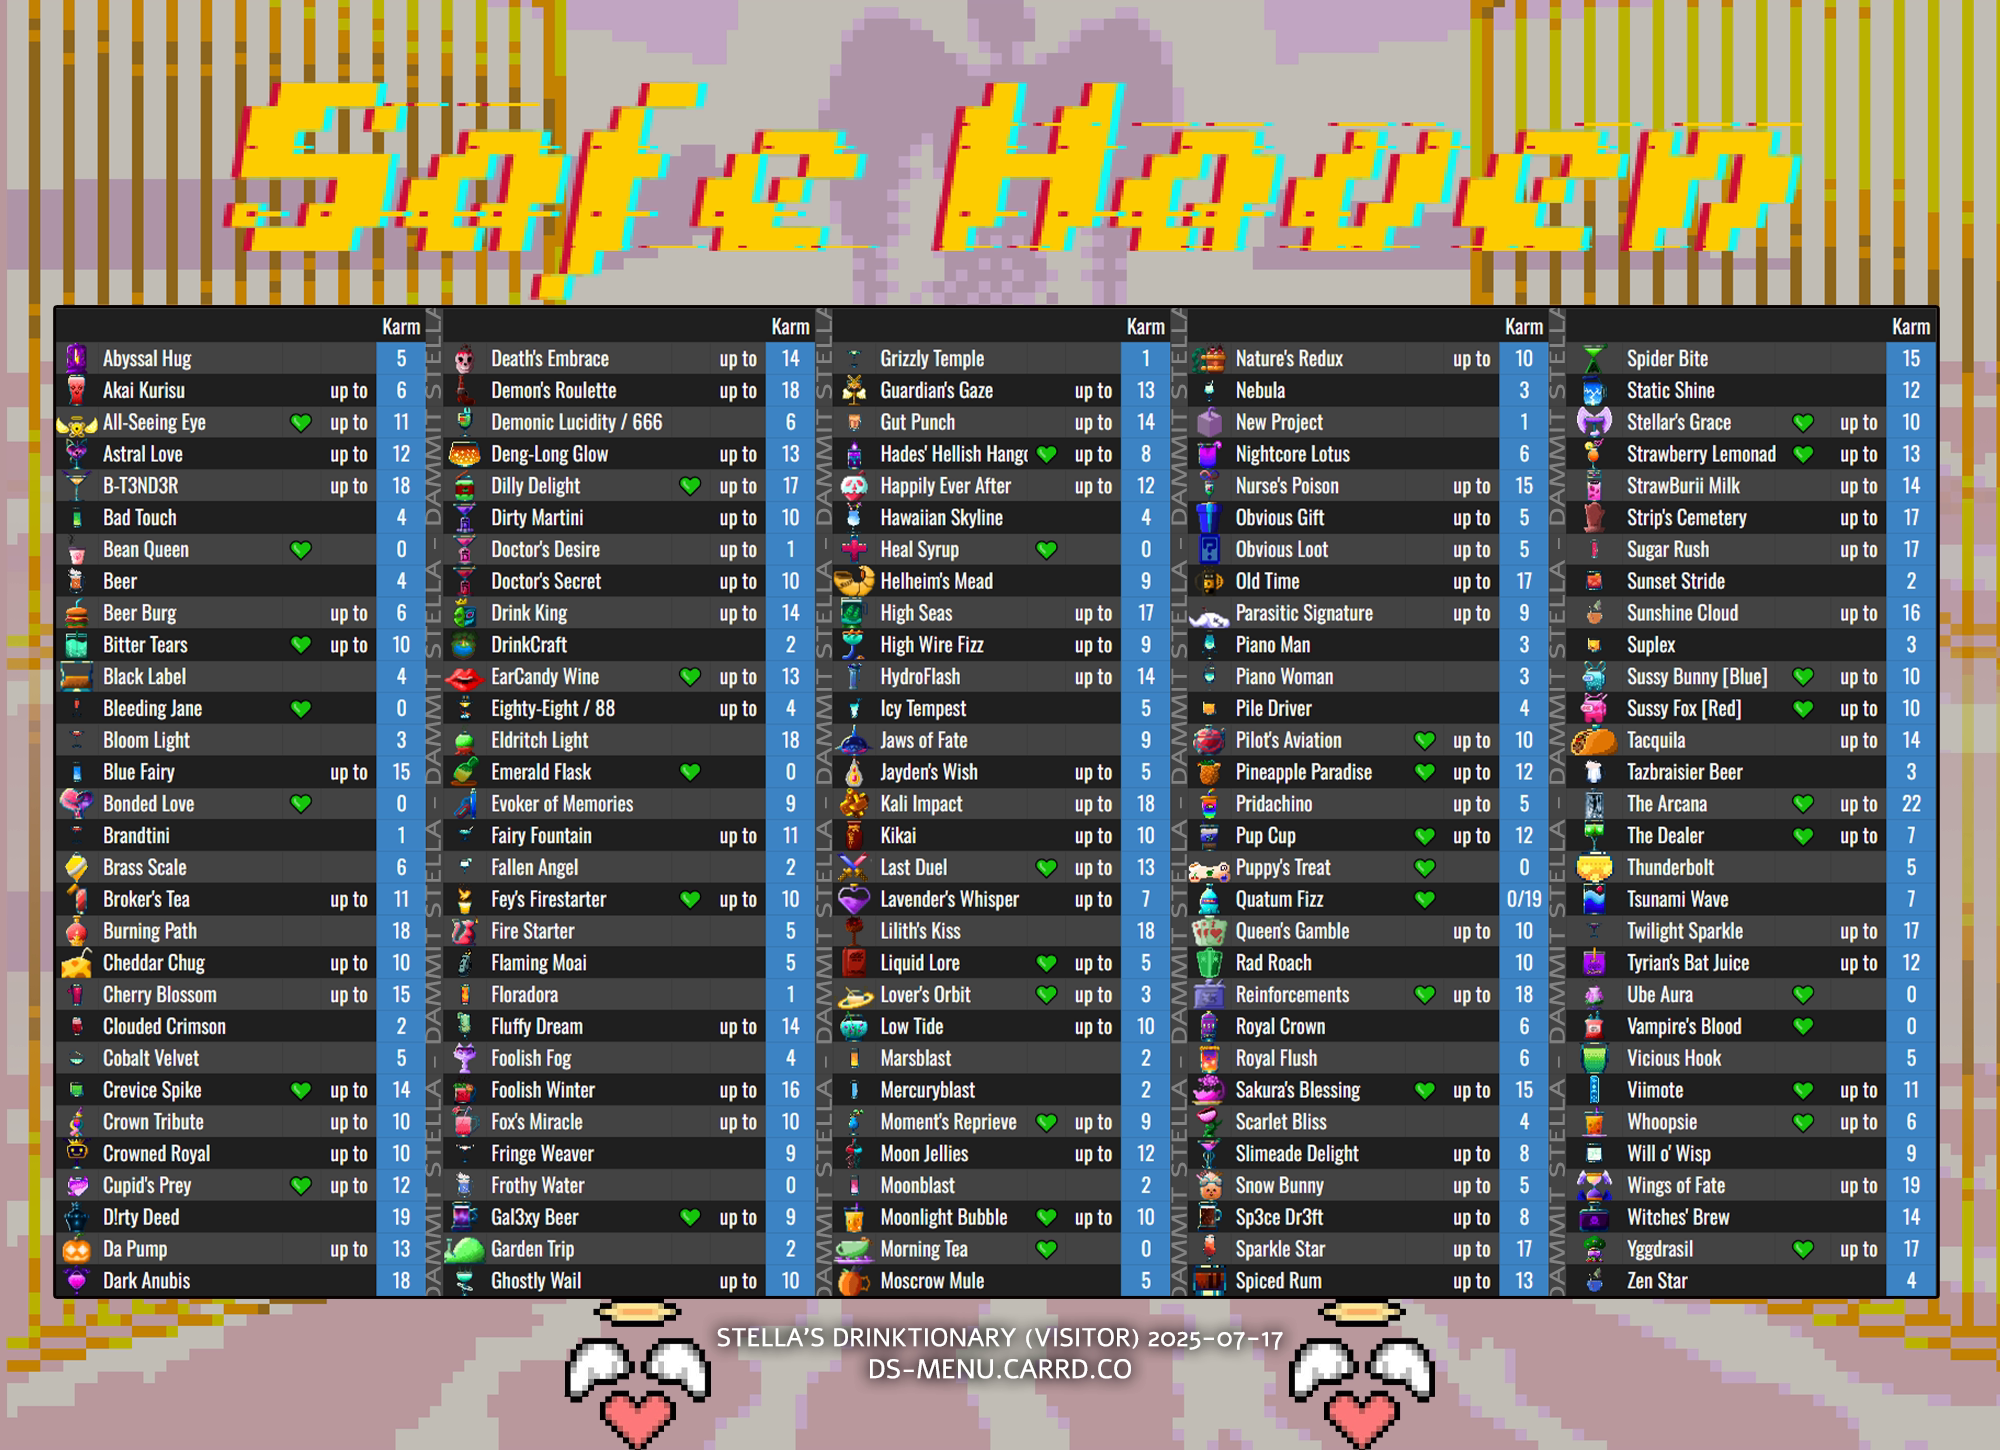 Safe Haven
Karm
Abyssal Hug 5
Akai Kurisu up to 6
All-Seeing Eye up to 11
Astral Love up to 12
B-T3ND3R up to 18
Bad Touch 4
Bean Queen 0
Beer 4
Beer Burg up to 6
Bitter Tears up to 10
Black Label 4
Bleeding Jane 0
Bloom Light 3
Blue Fairy up to 15
Bonded Love 0
Brandtini 1
Brass Scale 6
Broker's Tea up to 11
Burning Path 18
Cheddar Chug up to 10
Cherry Blossom up to 15
Clouded Crimson 2
Cobalt Velvet 5
Crevice Spike up to 14
Crown Tribute up to 10
Crowned Royal up to 10
Cupid's Prey up to 12
D!rty Deed 19
Da Pump up to 13
Dark Anubis 18
DAMMIT STELLA - DAMMIT STELLA - DAMMIT STELLA
Karm
Death's Embrace up to 14
Demon's Roulette up to 18
Demonic Lucidity / 666 6
Deng-Long Glow up to 13
Dilly Delight up to 17
Dirty Martini up to 10
Doctor's Desire up to 1
Doctor's Secret up to 10
Drink King up to 14
DrinkCraft 2
EarCandy Wine up to 13
Eighty-Eight / 88 up to 4
Eldritch Light 18
Emerald Flask 0
Evoker of Memories 9
Fairy Fountain up to 11
Fallen Angel 2
Fey's Firestarter up to 10
Fire Starter 5
Flaming Moai 5
Floradora 1
Fluffy Dream up to 14
Foolish Fog 4
Foolish Winter up to 16
Fox's Miracle up to 10
Fringe Weaver 9
Frothy Water 0
Gal3xy Beer up to 9
Garden Trip 2
Ghostly Wail up to 10
DAMMIT STELLA - DAMMIT STELLA - DAMMIT STELLA
Karm
Grizzly Temple 1
Guardian's Gaze up to 13
Gut Punch up to 14
Hades' Hellish Hang up to 8
Happily Ever After up to 12
Hawaiian Skyline 4
Heal Syrup 0
Helheim's Mead 9
High Seas up to 17
High Wire Fizz up to 9
HydroFlash up to 14
Icy Tempest 5
Jaws of Fate 9
Jayden's Wish up to 5
Kali Impact up to 18
Kikai up to 10
Last Duel up to 13
Lavender's Whisper up to 7
Lilith's Kiss 18
Liquid Lore up to 5
Lover's Orbit up to 3
Low Tide up to 10
Marsblast 2
Mercuryblast 2
Moment's Reprieve up to 9
Moon Jellies up to 12
Moonblast 2
Moonlight Bubble up to 10
Morning Tea 0
Moscrow Mule 5
DAMMIT STELLA - DAMMIT STELLA - DAMMIT STELLA
Karm
Nature's Redux up to 10
Nebula 3
New Project 1
Nightcore Lotus 6
Nurse's Poison up to 15
Obvious Gift up to 5
Obvious Loot up to 5
Old Time up to 17
Parasitic Signature up to 9
Piano Man 3
Piano Woman 3
Pile Driver 4
Pilot's Aviation up to 10
Pineapple Paradise up to 12
Pridachino up to 5
Pup Cup up to 12
Puppy's Treat 0
Quatum Fizz 0/19
Queen's Gamble up to 10
Rad Roach 10
Reinforcements up to 18
Royal Crown 6
Royal Flush 6
Sakura's Blessing up to 15
Scarlet Bliss 4
Slimeade Delight up to 8
Snow Bunny up to 5
Sp3ce Dr3ft up to 8
Sparkle Star up to 17
Spiced Rum up to 13
DAMMIT STELLA - DAMMIT STELLA - DAMMIT STELLA
Karm
Spider Bite 15
Static Shine 12
Stellar's Grace up to 10
Strawberry Lemonad up to 13
StrawBurii Milk up to 14
Strip's Cemetery up to 17
Sugar Rush up to 17
Sunset Stride 2
Sunshine Cloud up to 16
Suplex 3
Sussy Bunny [Blue] up to 10
Sussy Fox [Red] up to 10
Tacquila up to 14
Tazbraisier Beer 3
The Arcana up to 22
The Dealer up to 7
Thunderbolt 5
Tsunami Wave 7
Twilight Sparkle up to 17
Tyrian's Bat Juice up to 12
Ube Aura 0
Vampire's Blood 0
Vicious Hook 5
Viimote up to 11
Whoopsie up to 6
Will o' Wisp 9
Wings of Fate up to 19
Witches' Brew 14
Yggdrasil up to 17
Zen Star 4
STELLA'S DRINKTIONARY (VISITOR) 2025-07-17
DS-MENU.CARRD.CO